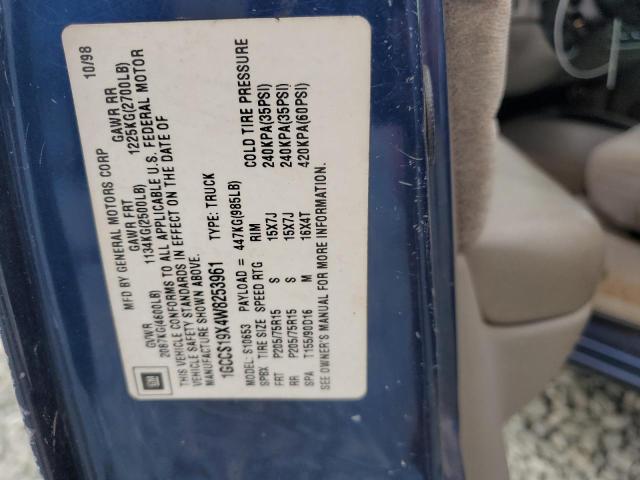 GM MFD BY GENERAL MOTORS CORP 10/98
GVWR GAWR FRT GAWR RR
2087KG(4600LB) 1134KG(2500LB) 1225KG(2700LB)
THIS VEHICLE CONFORMS TO ALL APPLICABLE U.S. FEDERAL MOTOR
VEHICLE SAFETY STANDARDS IN EFFECT ON THE DATE OF
MANUFACTURE SHOWN ABOVE.
1GCCS19X4W8253961 TYPE: TRUCK
MODEL: S10653 PAYLOAD = 447KG(985LB)
SPBX TIRE SIZE SPEED RTG RIM COLD TIRE PRESSURE
FRT P205/75R15 S 15X7J 240KPA(35PSI)
RR P205/75R15 S 15X7J 240KPA(35PSI)
SPA T155/90D16 M 16X4T 420KPA(60PSI)
SEE OWNER'S MANUAL FOR MORE INFORMATION.